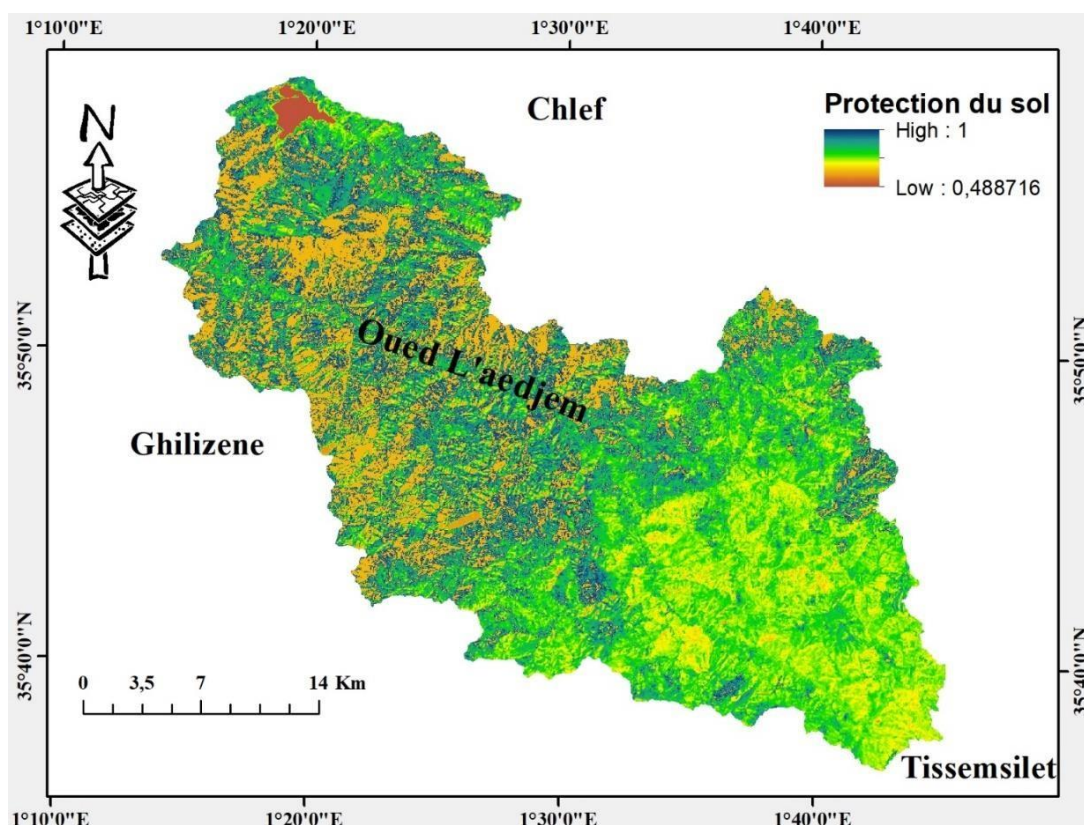 1°10'0"E 1°20'0"E 1°30'0"E 1°40'0"E
N
Chlef
Protection du sol
High : 1
Low : 0,488716
35°50'0"N
35°50'0"N
Oued L'aedjem
Ghilizene
35°40'0"N
35°40'0"N
0 3,5 7 14 Km
Tissemsilet
1°10'0"E 1°20'0"E 1°30'0"E 1°40'0"E